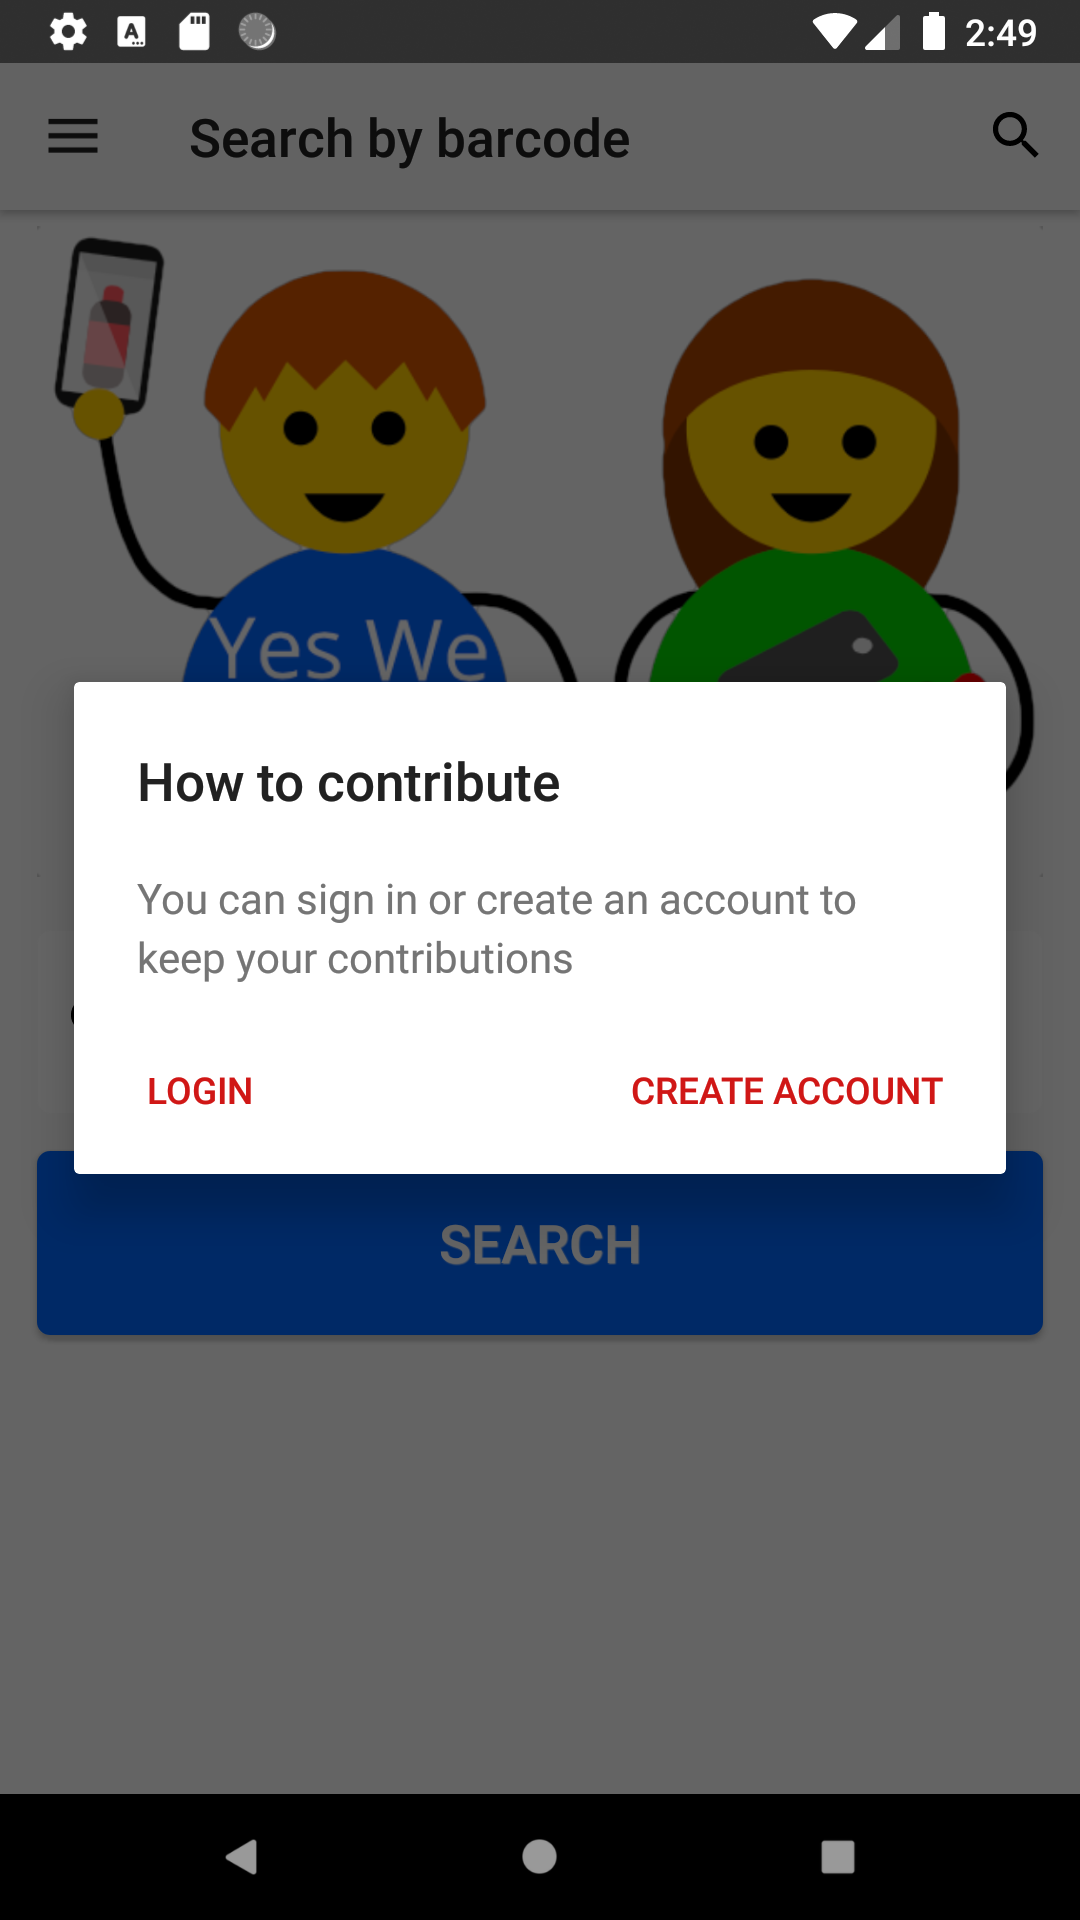 2:49
Search by barcode
Yes We
How to contribute
You can sign in or create an account to
keep your contributions
LOGIN
CREATE ACCOUNT
SEARCH